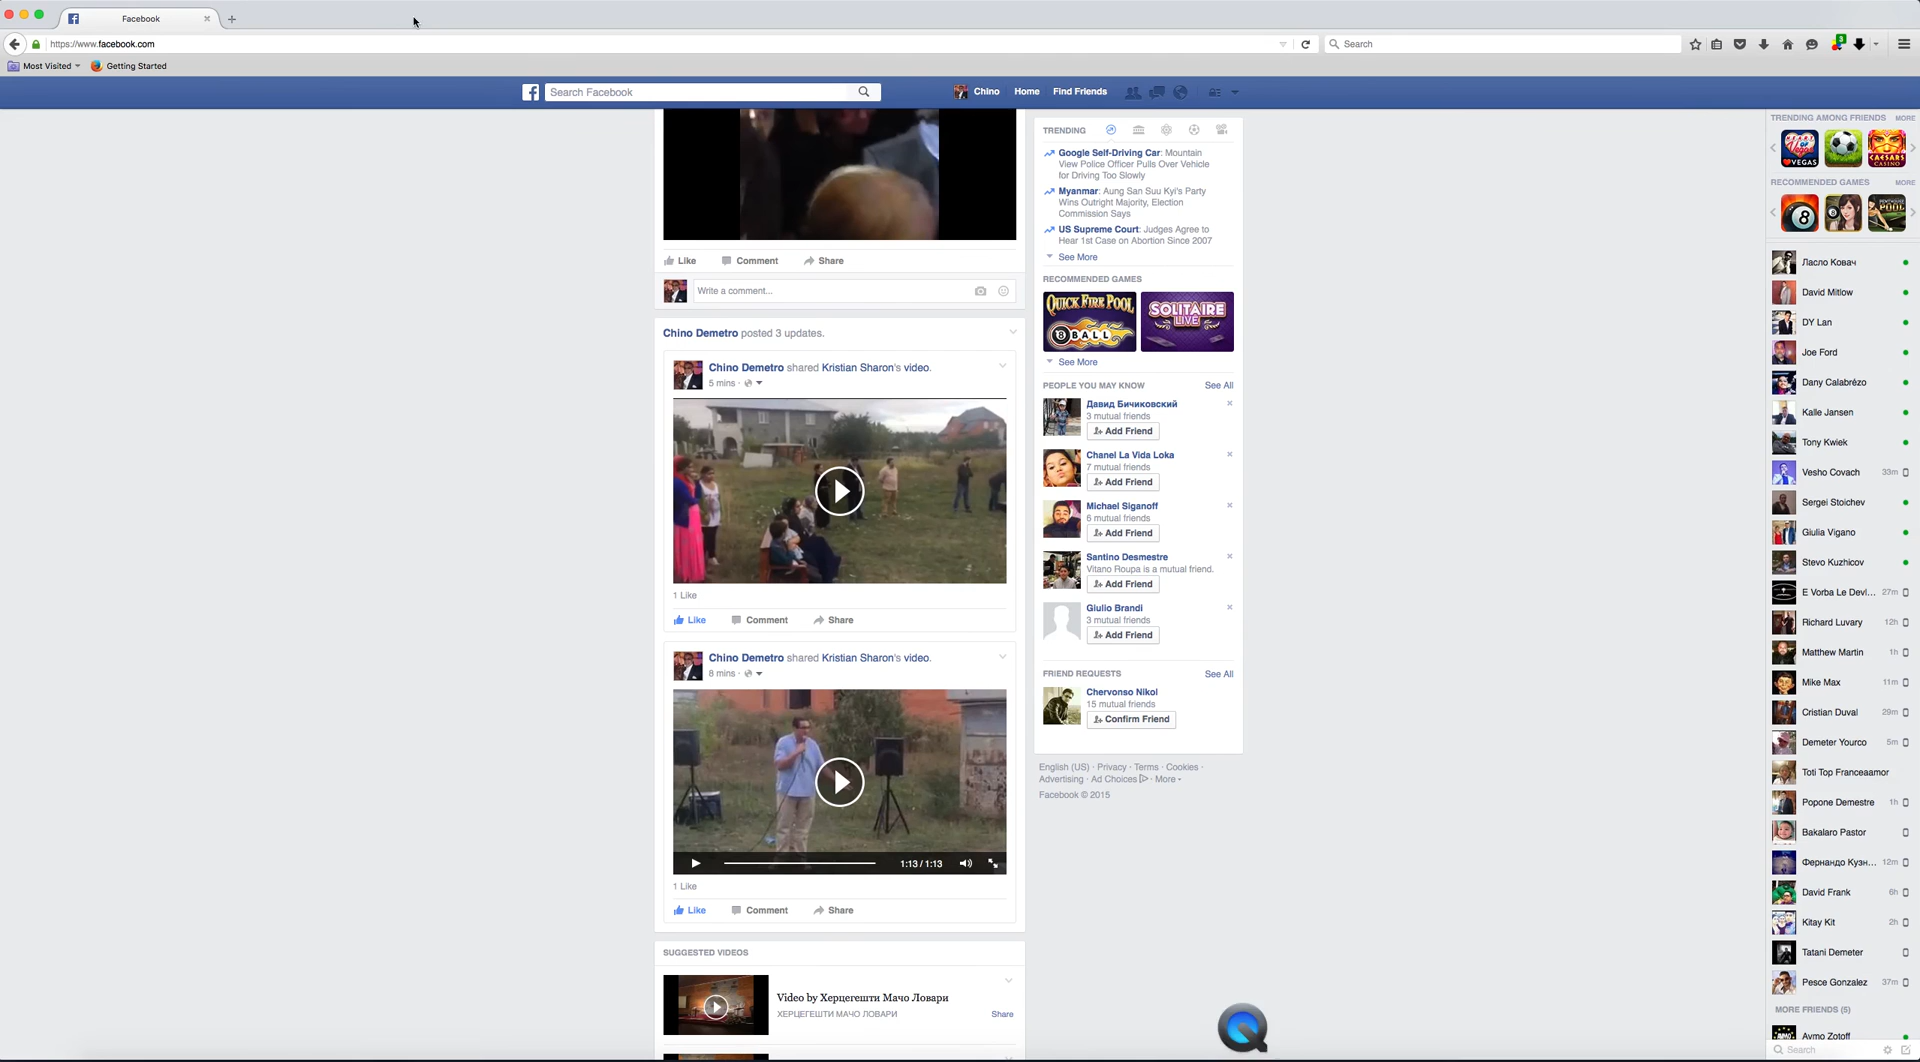 Facebook
https://www.facebook.com
Search
3
Most Visited
Getting Started
Search Facebook
Chino
Home
Find Friends
Like
Comment
Share
Write a comment...
Chino Demetro posted 3 updates.
Chino Demetro shared Kristian Sharon's video.
5 mins ·
1 Like
Like
Comment
Share
Chino Demetro shared Kristian Sharon's video.
8 mins ·
1:13 / 1:13
1 Like
Like
Comment
Share
SUGGESTED VIDEOS
Video by Херцегешти Мачо Ловари
ХЕРЦЕГЕШТИ МАЧО ЛОВАРИ
Share
TRENDING
Google Self-Driving Car: Mountain
View Police Officer Pulls Over Vehicle
for Driving Too Slowly
Myanmar: Aung San Suu Kyi's Party
Wins Outright Majority, Election
Commission Says
US Supreme Court: Judges Agree to
Hear 1st Case on Abortion Since 2007
See More
RECOMMENDED GAMES
QUICK FIRE POOL
8 BALL
SOLITAIRE
LIVE
See More
PEOPLE YOU MAY KNOW
See All
Давид Бичиковский
3 mutual friends
Add Friend
Chanel La Vida Loka
7 mutual friends
Add Friend
Michael Siganoff
6 mutual friends
Add Friend
Santino Desmestre
Vitano Roupa is a mutual friend.
Add Friend
Giulio Brandi
3 mutual friends
Add Friend
FRIEND REQUESTS
See All
Chervonso Nikol
15 mutual friends
Confirm Friend
English (US) · Privacy · Terms · Cookies ·
Advertising · Ad Choices · More
Facebook © 2015
TRENDING AMONG FRIENDS
MORE
HEART OF VEGAS
VEGAS
CAESARS
CASINO
RECOMMENDED GAMES
MORE
8
8
POOL
Ласло Ковач
David Mitlow
DY Lan
Joe Ford
Dany Calabrézo
Kalle Jansen
Tony Kwiek
Vesho Covach 33m
Sergei Stoichev
Giulia Vigano
Stevo Kuzhicov
E Vorba Le Devl... 27m
Richard Luvary 12h
Matthew Martin 1h
Mike Max 11m
Cristian Duval 29m
Demeter Yourco 5m
Toti Top Franceaamor
Popone Demestre 1h
Bakalaro Pastor
Фернандо Кузн... 12m
David Frank 6h
Kitay Kit 2h
Tatani Demeter
Pesce Gonzalez 37m
MORE FRIENDS (5)
Aymo Zotoff
Search